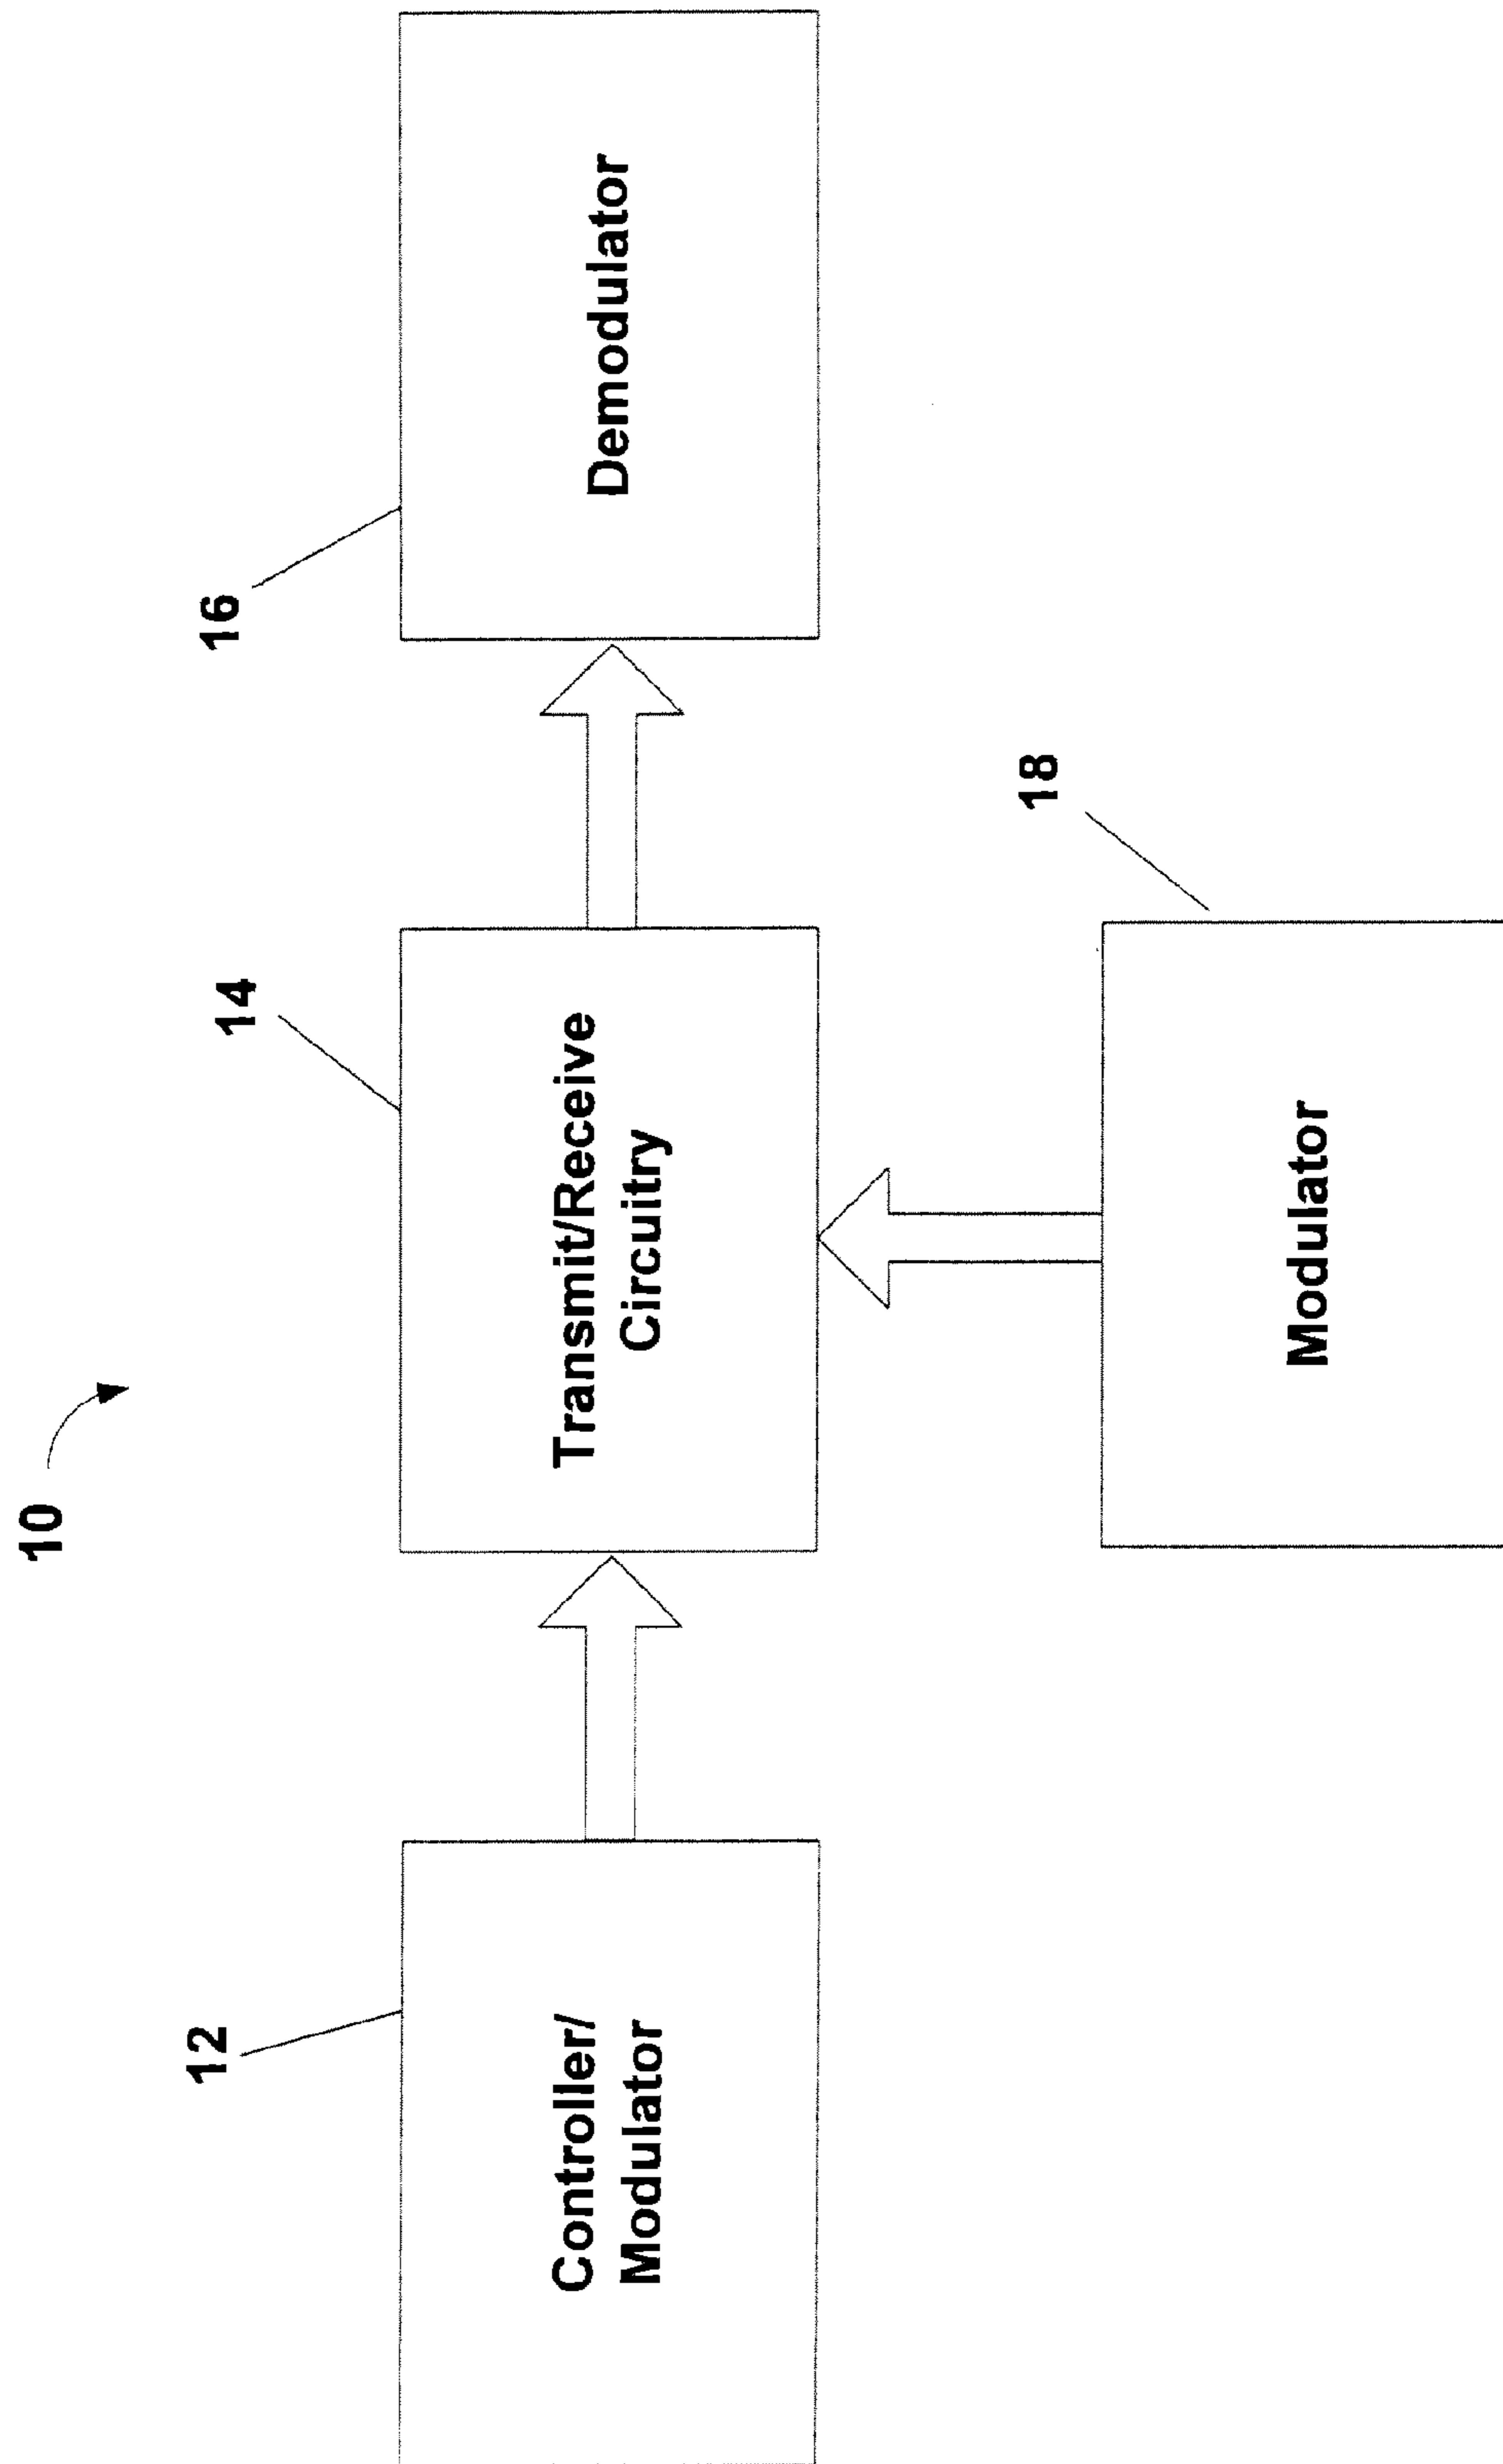 10
12
Controller/
Modulator
14
Transmit/Receive
Circuitry
16
Demodulator
18
Modulator